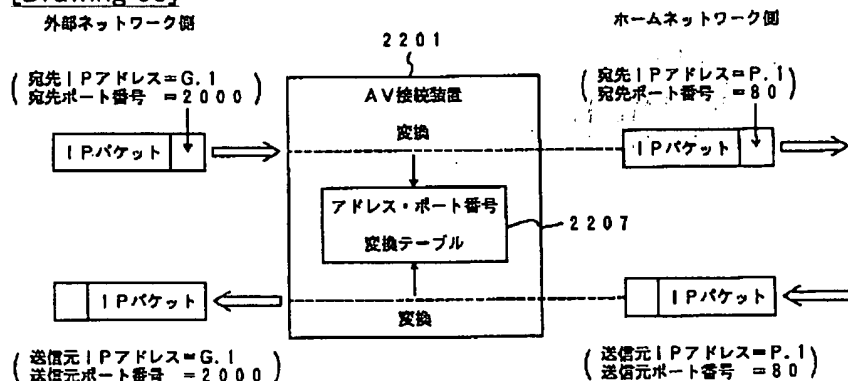 外部ネットワーク側
ホームネットワーク側
2201
(宛先IPアドレス=G.1
宛先ポート番号 =2000)
AV接続装置
(宛先IPアドレス=P.1
宛先ポート番号 =80)
変換
IPパケット
IPパケット
アドレス・ポート番号
変換テーブル
2207
IPパケット
IPパケット
変換
(送信元IPアドレス=G.1
送信元ポート番号 =2000)
(送信元IPアドレス=P.1
送信元ポート番号 =80)